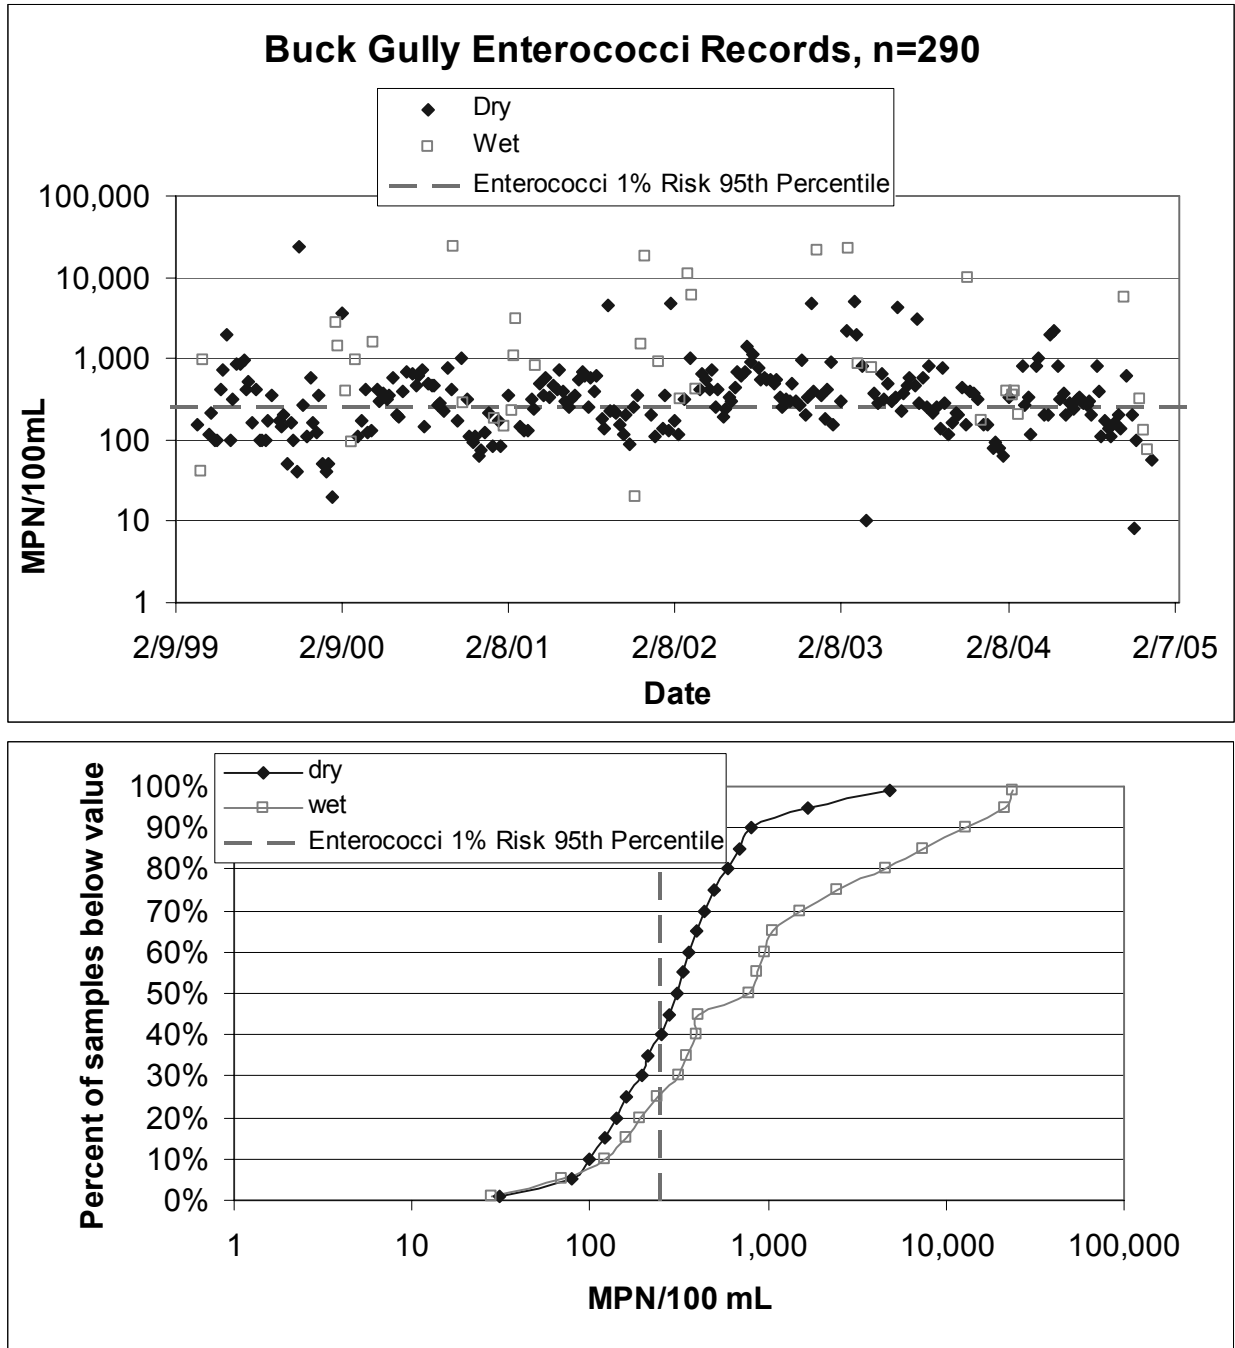 Buck Gully Enterococci Records, n=290
Dry
Wet
Enterococci 1% Risk 95th Percentile
100,000
10,000
1,000
100
10
1
MPN/100mL
2/9/99 2/9/00 2/8/01 2/8/02 2/8/03 2/8/04 2/7/05
Date
dry
wet
Enterococci 1% Risk 95th Percentile
Percent of samples below value
100%
90%
80%
70%
60%
50%
40%
30%
20%
10%
0%
1 10 100 1,000 10,000 100,000
MPN/100 mL